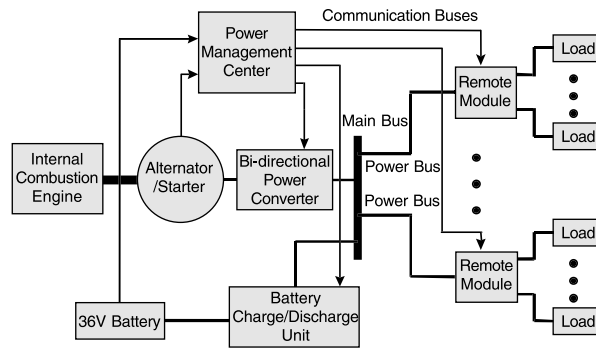 Communication Buses
Power
Management
Center
Load
Remote
Module
Load
Main Bus
Internal
Combustion
Engine
Alternator
/Starter
Bi-directional
Power
Converter
Power Bus
Power Bus
Load
Remote
Module
Load
36V Battery
Battery
Charge/Discharge
Unit